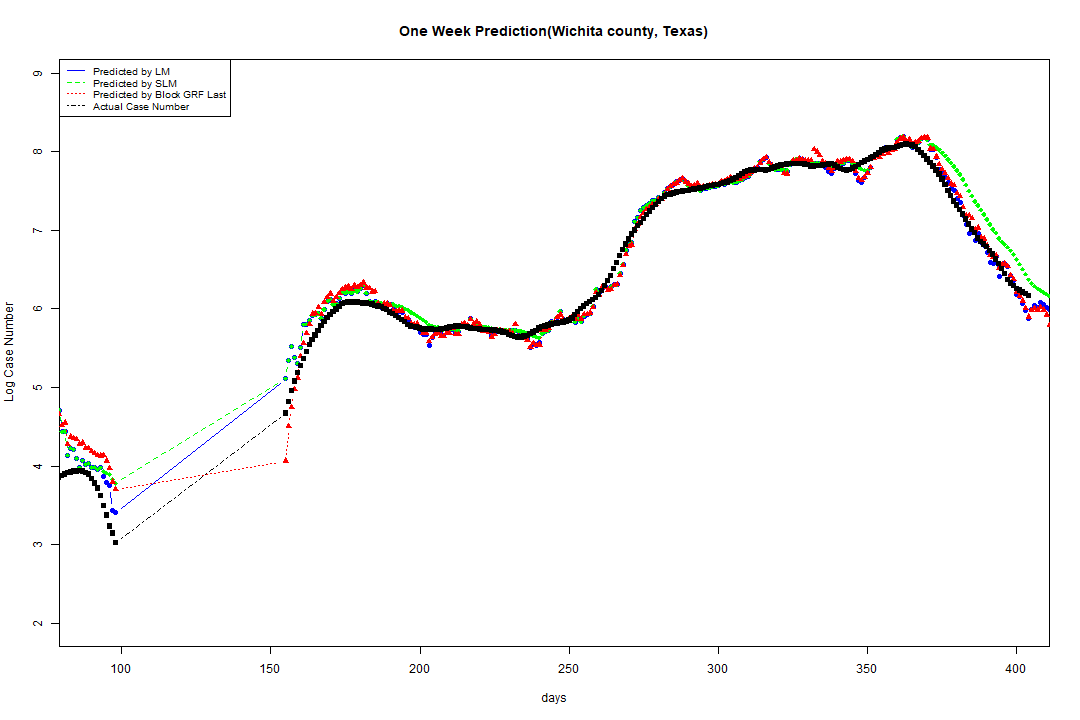 One Week Prediction(Wichita county, Texas)
Predicted by LM
Predicted by SLM
Predicted by Block GRF Last
Actual Case Number
Log Case Number
9
8
7
6
5
4
3
2
100 150 200 250 300 350 400
days